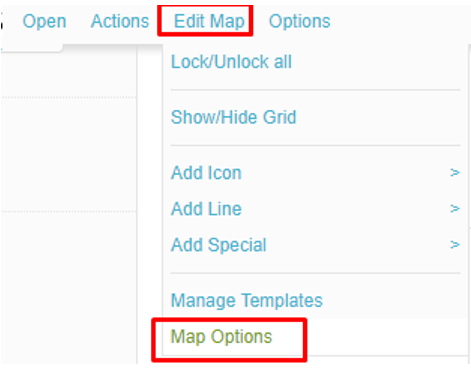 Open Actions Edit Map Options
Lock/Unlock all
Show/Hide Grid
Add Icon >
Add Line >
Add Special >
Manage Templates
Map Options